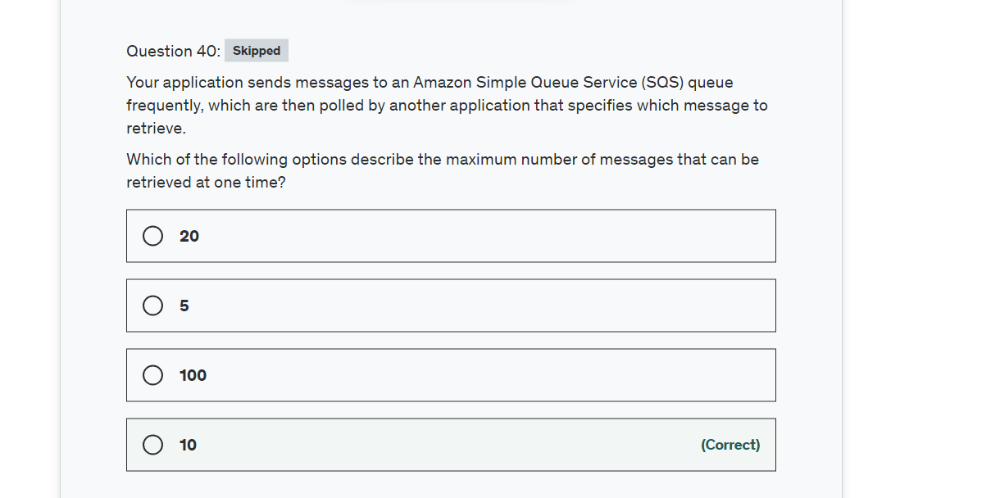 Question 40: Skipped
Your application sends messages to an Amazon Simple Queue Service (SQS) queue
frequently, which are then polled by another application that specifies which message to
retrieve.
Which of the following options describe the maximum number of messages that can be
retrieved at one time?
20
5
100
10 (Correct)